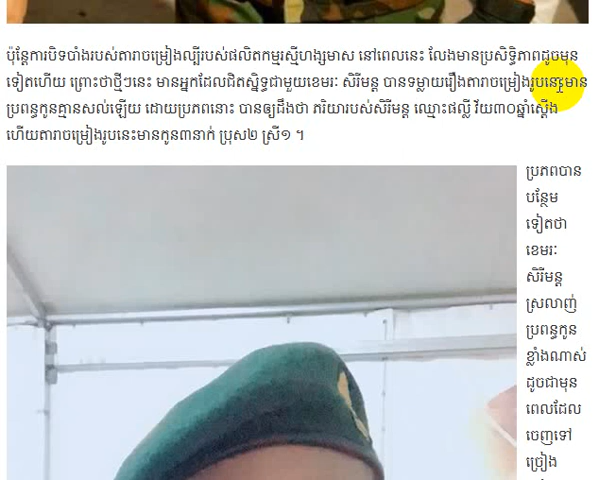 ប៉ុន្តែការបិទបាំងរបស់តារាចម្រៀងល្បីរបស់ផលិតកម្មរស្មីហង្សមាស នៅពេលនេះ លែងមានប្រសិទ្ធិភាពដូចមុន
ទៀតហើយ ព្រោះថាថ្មីៗនេះ មានអ្នកដែលជិតស្និទ្ធជាមួយខេមរៈ សិរីមន្ត បានទម្លាយរឿងតារាចម្រៀងរូបនោះមាន
ប្រពន្ធកូនគ្មានសល់ឡើយ ដោយប្រភពនោះ បានឲ្យដឹងថា ភរិយារបស់សិរីមន្ត ឈ្មោះផល្លី វ័យ៣០ឆ្នាំស្ដើង
ហើយតារាចម្រៀងរូបនេះមានកូន៣នាក់ ប្រុស២ ស្រី១ ។
ប្រភពបាន
បន្ថែម
ទៀតថា
ខេមរៈ
សិរីមន្ត
ស្រលាញ់
ប្រពន្ធកូន
ខ្លាំងណាស់
ដូចជាមុន
ពេលដែល
ចេញទៅ
ច្រៀង